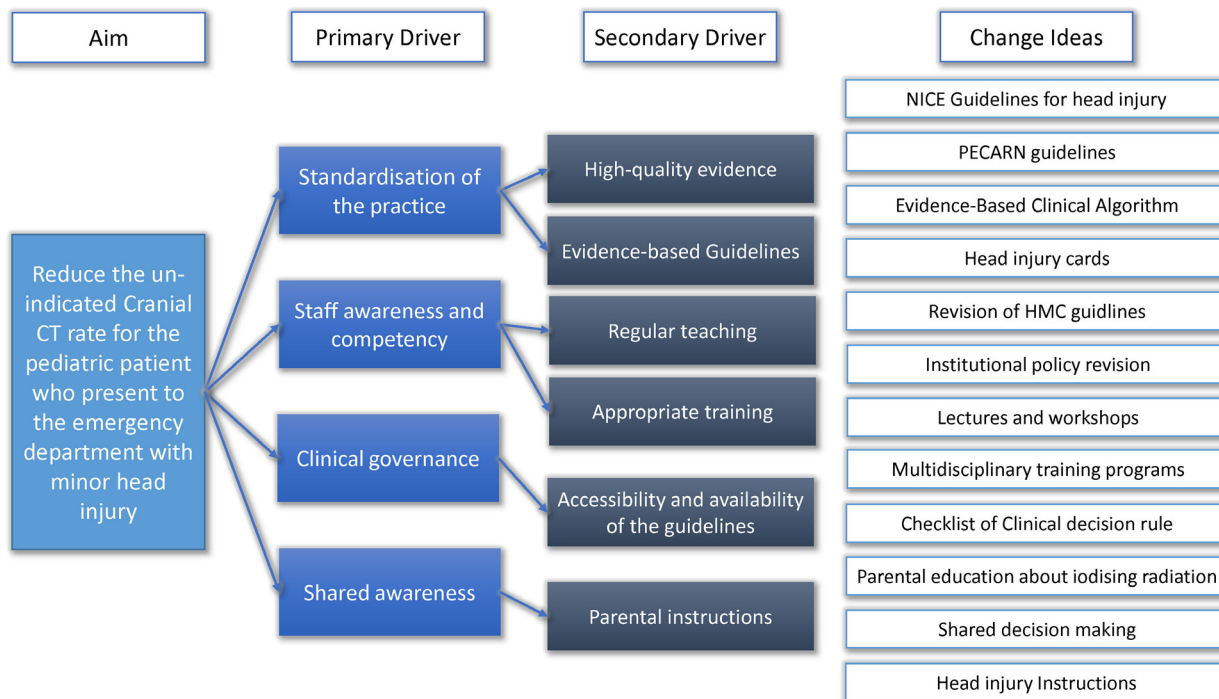 Aim
Primary Driver
Secondary Driver
Change Ideas
Reduce the un-
indicated Cranial
CT rate for the
pediatric patient
who present to
the emergency
department with
minor head
injury
Standardisation of
the practice
Staff awareness and
competency
Clinical governance
Shared awareness
High-quality evidence
Evidence-based Guidelines
Regular teaching
Appropriate training
Accessibility and availability
of the guidelines
Parental instructions
NICE Guidelines for head injury
PECARN guidelines
Evidence-Based Clinical Algorithm
Head injury cards
Revision of HMC guidlines
Institutional policy revision
Lectures and workshops
Multidisciplinary training programs
Checklist of Clinical decision rule
Parental education about iodising radiation
Shared decision making
Head injury Instructions